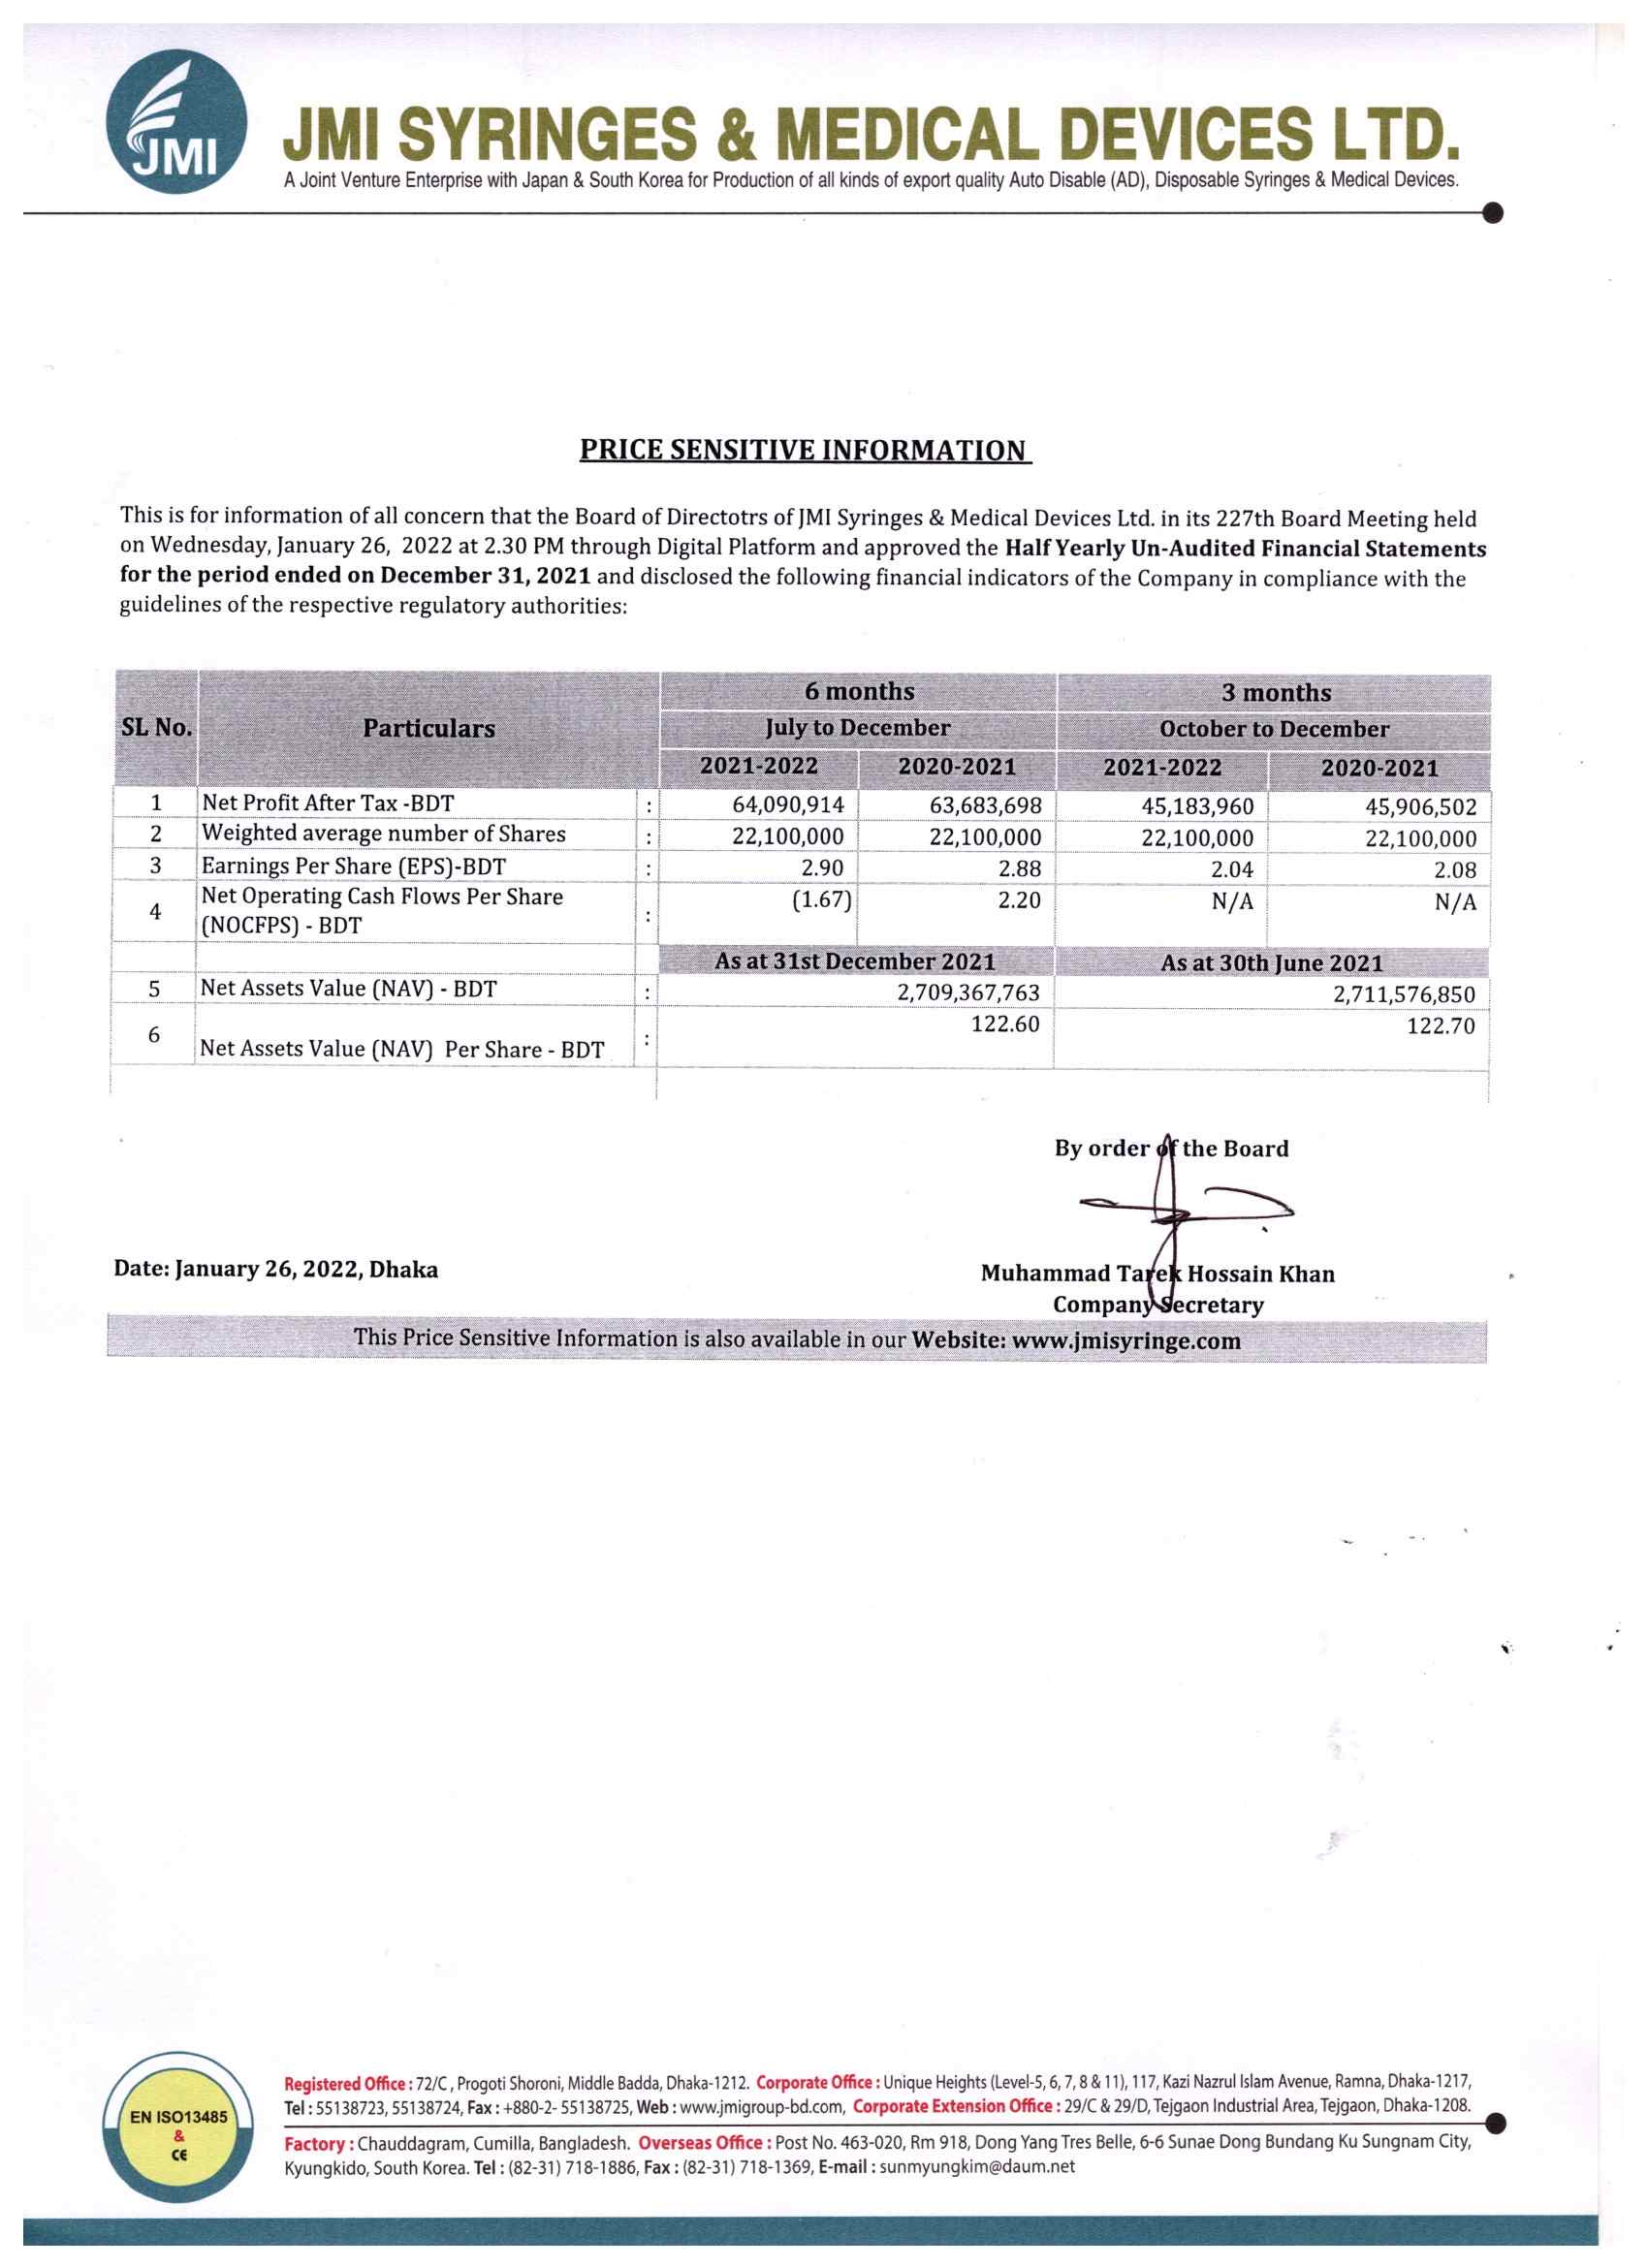 JMI
JMI SYRINGES & MEDICAL DEVICES LTD.
A Joint Venture Enterprise with Japan & South Korea for Production of all kinds of export quality Auto Disable (AD), Disposable Syringes & Medical Devices.
PRICE SENSITIVE INFORMATION
This is for information of all concern that the Board of Directotrs of JMI Syringes & Medical Devices Ltd. in its 227th Board Meeting held
on Wednesday, January 26, 2022 at 2.30 PM through Digital Platform and approved the Half Yearly Un-Audited Financial Statements
for the period ended on December 31, 2021 and disclosed the following financial indicators of the Company in compliance with the
guidelines of the respective regulatory authorities:
6 months 3 months
SL No. Particulars July to December October to December
2021-2022 2020-2021 2021-2022 2020-2021
1 Net Profit After Tax -BDT : 64,090,914 63,683,698 45,183,960 45,906,502
2 Weighted average number of Shares : 22,100,000 22,100,000 22,100,000 22,100,000
3 Earnings Per Share (EPS)-BDT : 2.90 2.88 2.04 2.08
4 Net Operating Cash Flows Per Share : (1.67) 2.20 N/A N/A
(NOCFPS) - BDT
As at 31st December 2021 As at 30th June 2021
5 Net Assets Value (NAV) - BDT : 2,709,367,763 2,711,576,850
6 Net Assets Value (NAV) Per Share - BDT : 122.60 122.70
By order of the Board
Date: January 26, 2022, Dhaka
Muhammad Tarek Hossain Khan
Company Secretary
This Price Sensitive Information is also available in our Website: www.jmisyringe.com
EN ISO13485
&
CE
Registered Office : 72/C , Progoti Shoroni, Middle Badda, Dhaka-1212. Corporate Office : Unique Heights (Level-5, 6, 7, 8 & 11), 117, Kazi Nazrul Islam Avenue, Ramna, Dhaka-1217,
Tel : 55138723, 55138724, Fax : +880-2- 55138725, Web : www.jmigroup-bd.com, Corporate Extension Office : 29/C & 29/D, Tejgaon Industrial Area, Tejgaon, Dhaka-1208.
Factory : Chauddagram, Cumilla, Bangladesh. Overseas Office : Post No. 463-020, Rm 918, Dong Yang Tres Belle, 6-6 Sunae Dong Bundang Ku Sungnam City,
Kyungkido, South Korea. Tel : (82-31) 718-1886, Fax : (82-31) 718-1369, E-mail : sunmyungkim@daum.net